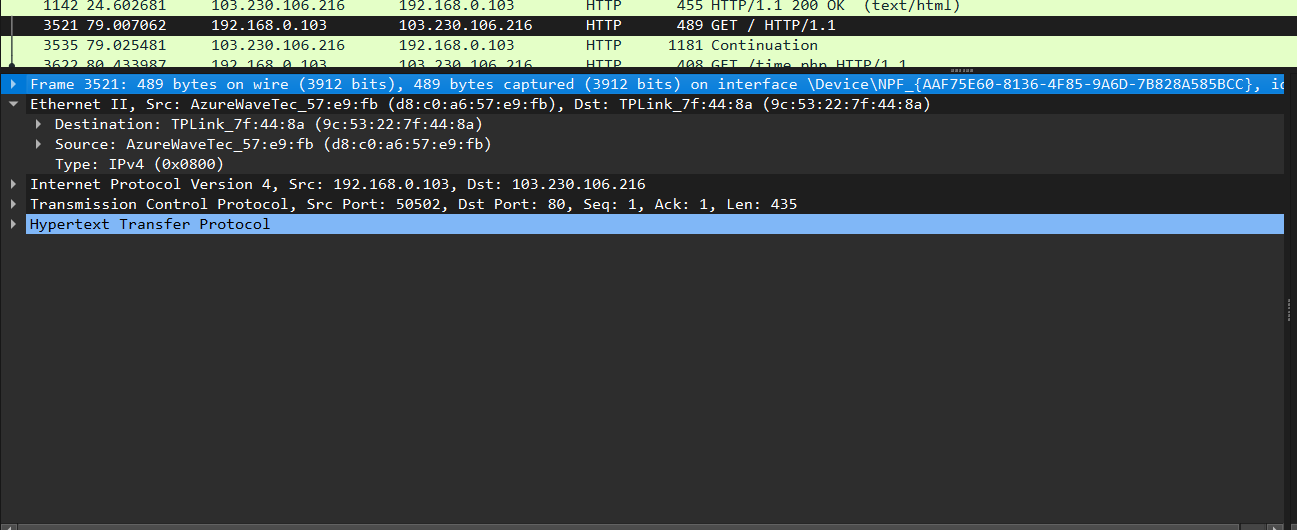 1142 24.602681 103.230.106.216 192.168.0.103 HTTP 455 HTTP/1.1 200 OK (text/html)
3521 79.007062 192.168.0.103 103.230.106.216 HTTP 489 GET / HTTP/1.1
3535 79.025481 103.230.106.216 192.168.0.103 HTTP 1181 Continuation
3622 80.433987 192.168.0.103 103.230.106.216 HTTP 408 GET /time.php HTTP/1.1
Frame 3521: 489 bytes on wire (3912 bits), 489 bytes captured (3912 bits) on interface \Device\NPF_{AAF75E60-8136-4F85-9A6D-7B828A585BCC}, id
Ethernet II, Src: AzureWaveTec_57:e9:fb (d8:c0:a6:57:e9:fb), Dst: TPLink_7f:44:8a (9c:53:22:7f:44:8a)
Destination: TPLink_7f:44:8a (9c:53:22:7f:44:8a)
Source: AzureWaveTec_57:e9:fb (d8:c0:a6:57:e9:fb)
Type: IPv4 (0x0800)
Internet Protocol Version 4, Src: 192.168.0.103, Dst: 103.230.106.216
Transmission Control Protocol, Src Port: 50502, Dst Port: 80, Seq: 1, Ack: 1, Len: 435
Hypertext Transfer Protocol